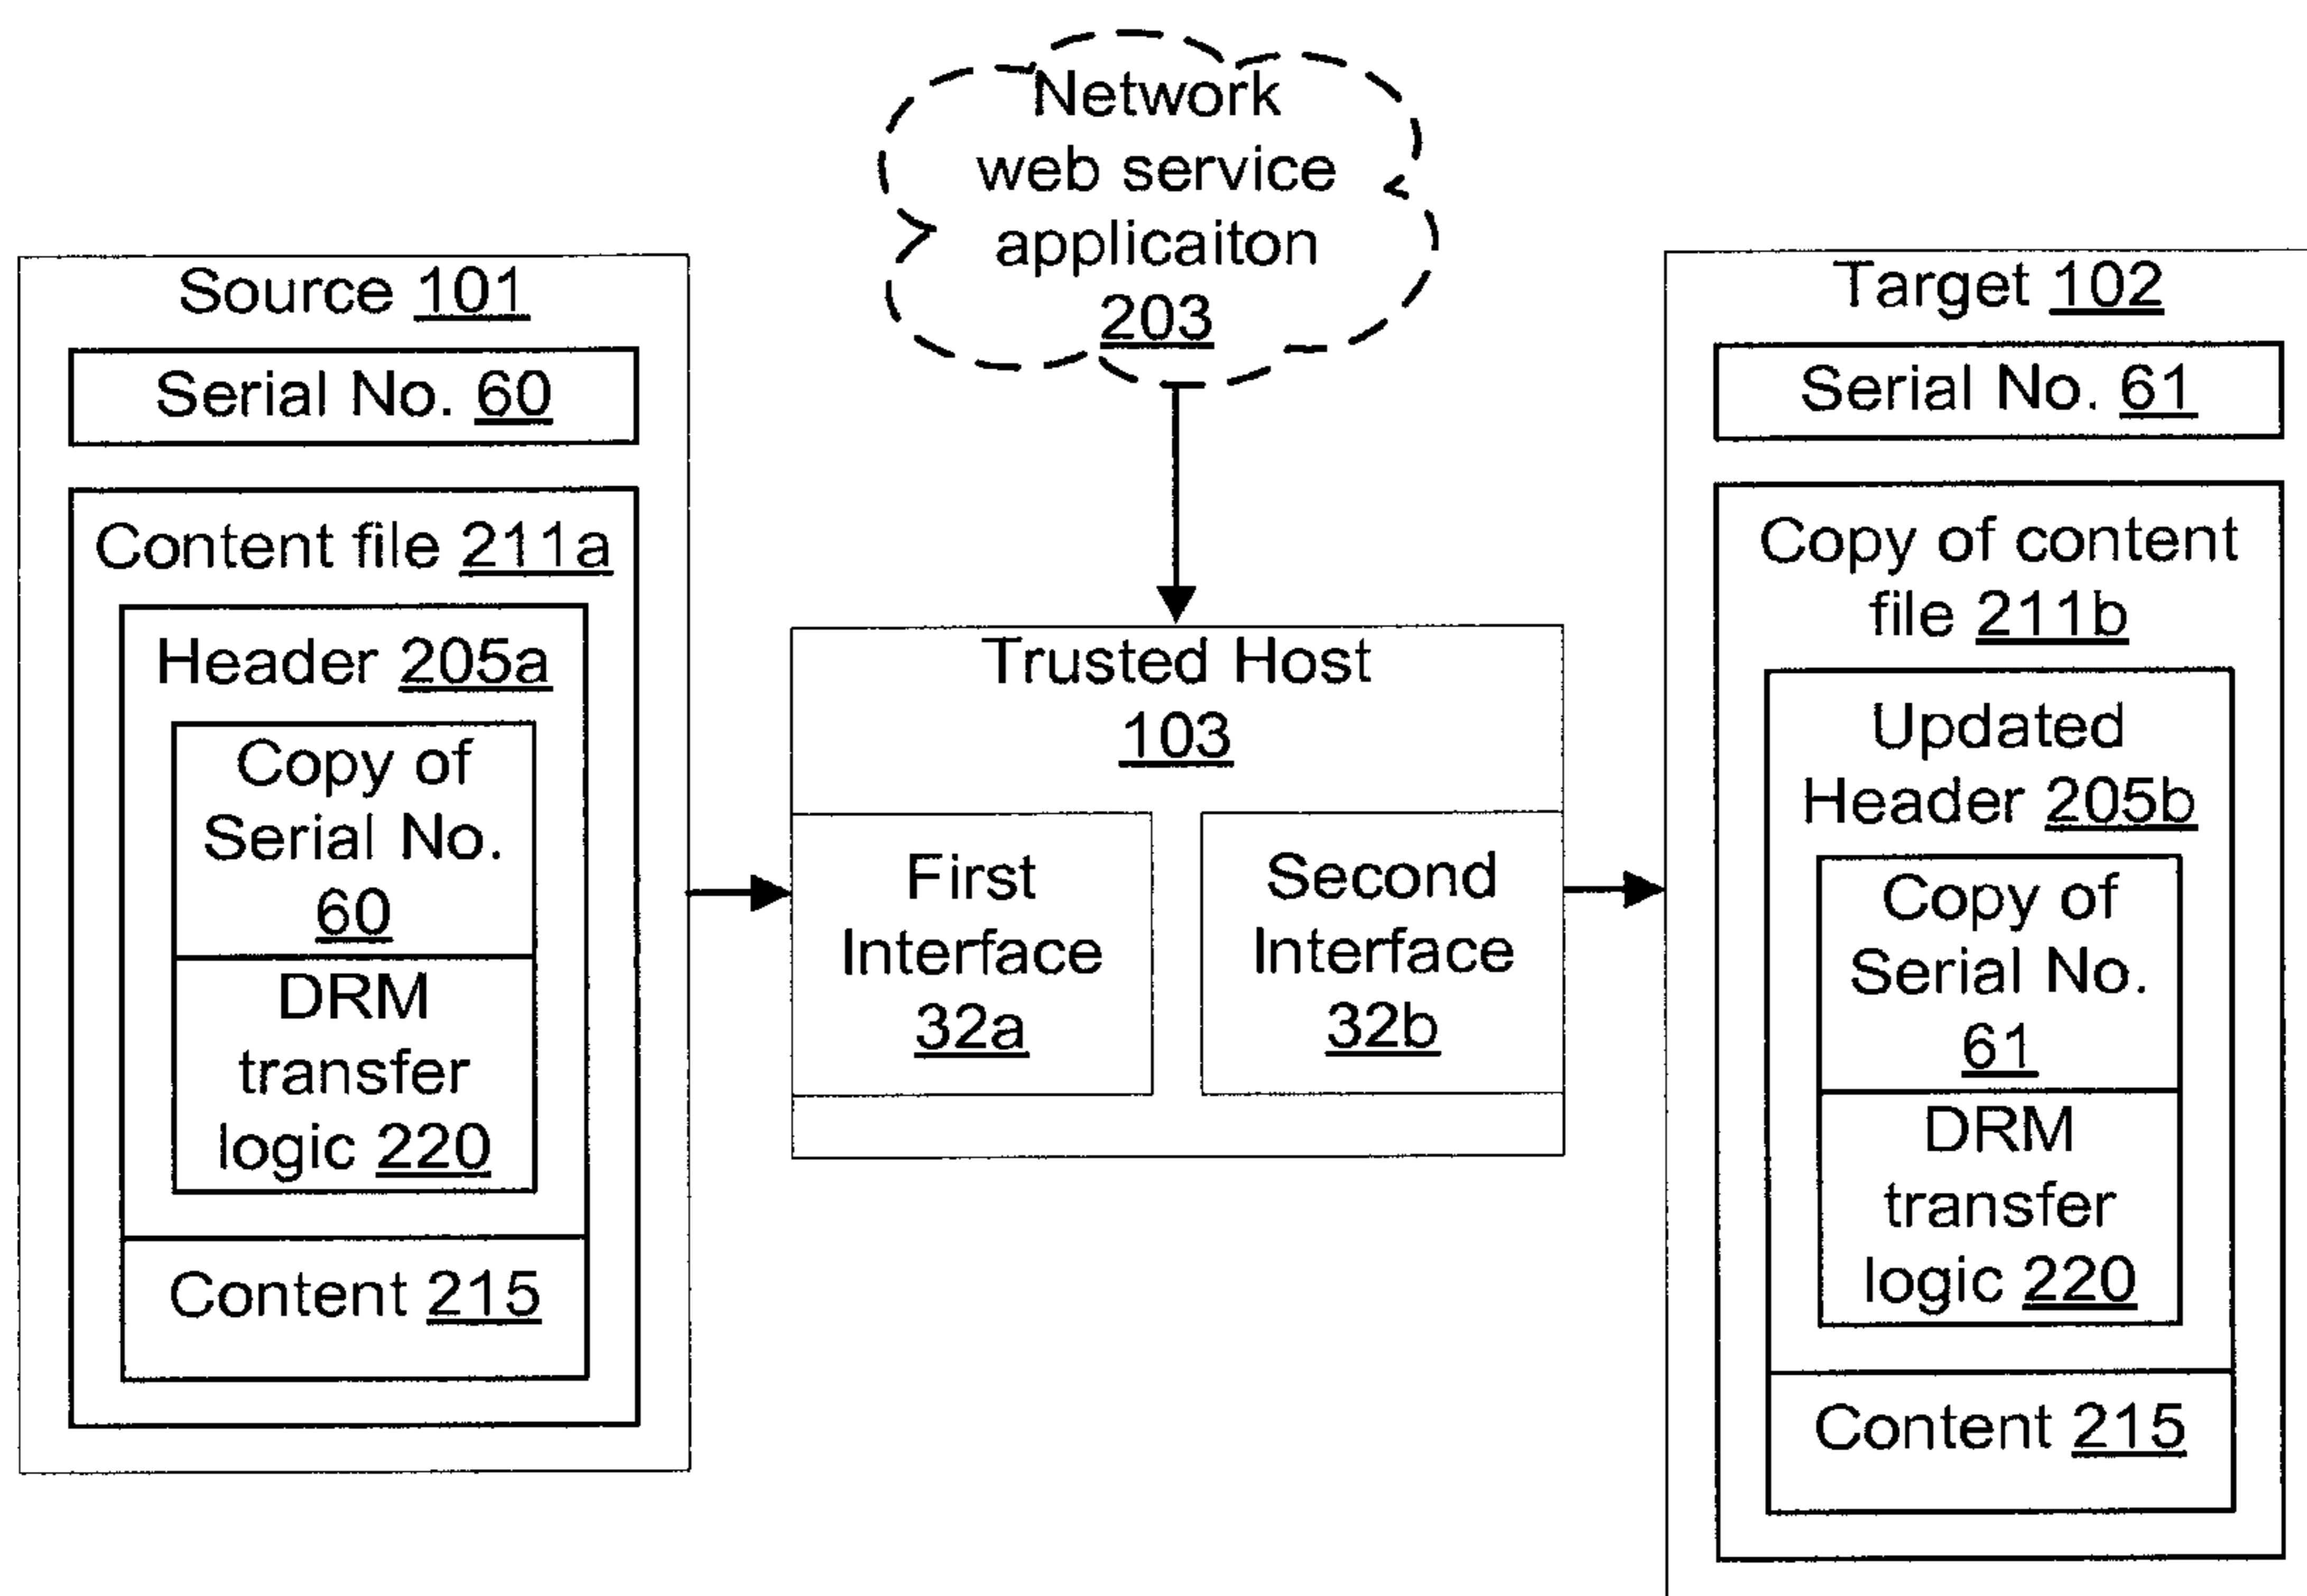 Network
web service
applicaiton
203
Source 101
Serial No. 60
Content file 211a
Header 205a
Copy of
Serial No.
60
DRM
transfer
logic 220
Content 215
Trusted Host
103
First
Interface
32a
Second
Interface
32b
Target 102
Serial No. 61
Copy of content
file 211b
Updated
Header 205b
Copy of
Serial No.
61
DRM
transfer
logic 220
Content 215